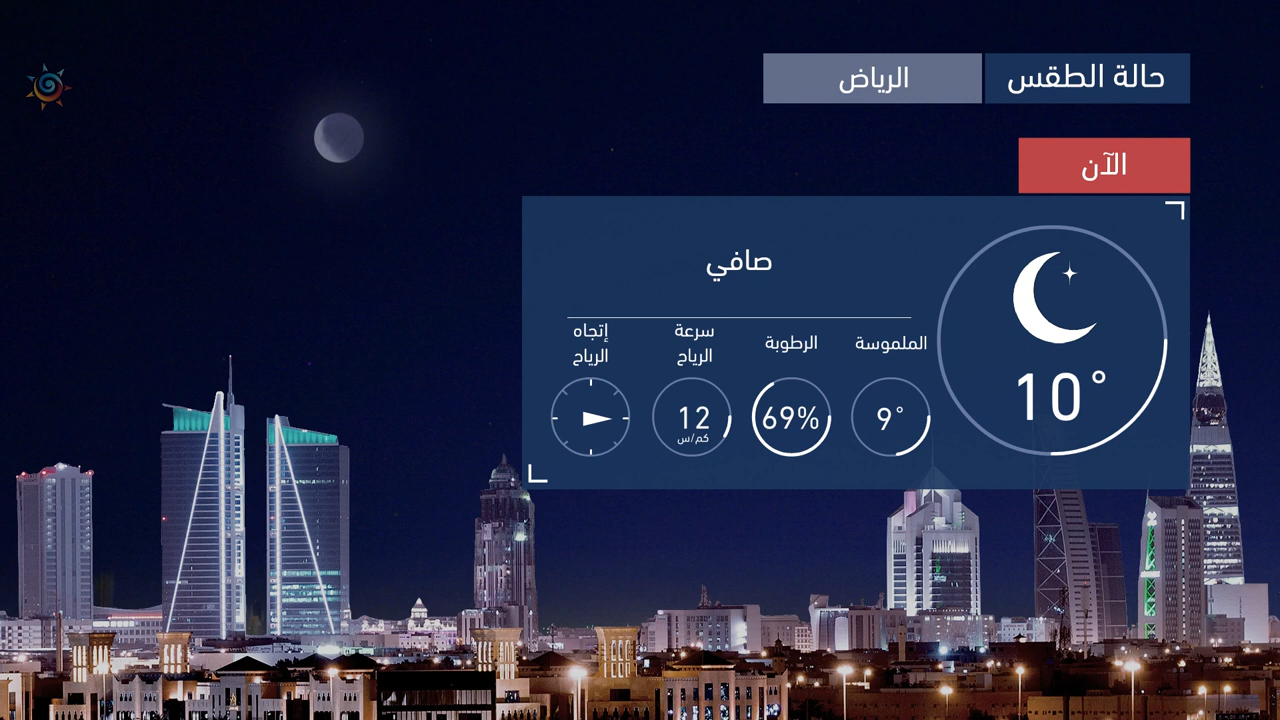 حالة الطقس
الرياض
الآن
10°
صافي
الملموسة
9°
الرطوبة
69%
سرعة
الرياح
12
كم/س
إتجاه
الرياح